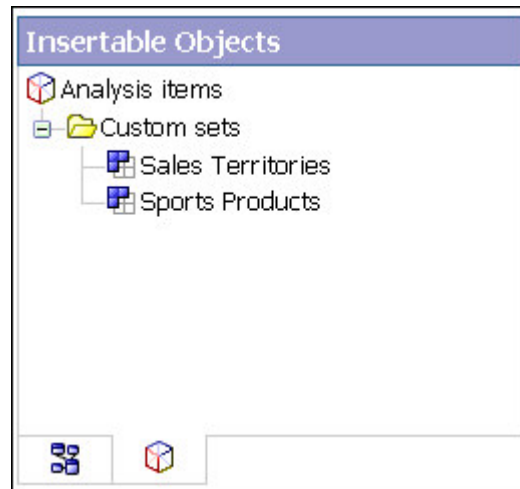 Insertable Objects
Analysis items
Custom sets
Sales Territories
Sports Products